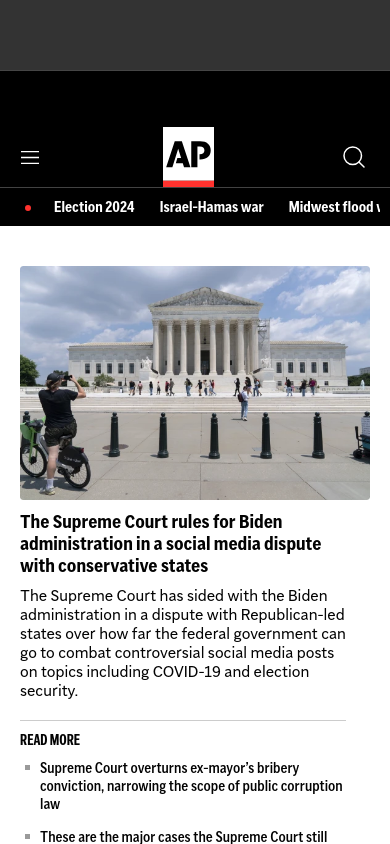 AP
Election 2024 Israel-Hamas war Midwest flood
The Supreme Court rules for Biden
administration in a social media dispute
with conservative states
The Supreme Court has sided with the Biden
administration in a dispute with Republican-led
states over how far the federal government can
go to combat controversial social media posts
on topics including COVID-19 and election
security.
READ MORE
Supreme Court overturns ex-mayor’s bribery
conviction, narrowing the scope of public corruption
law
These are the major cases the Supreme Court still